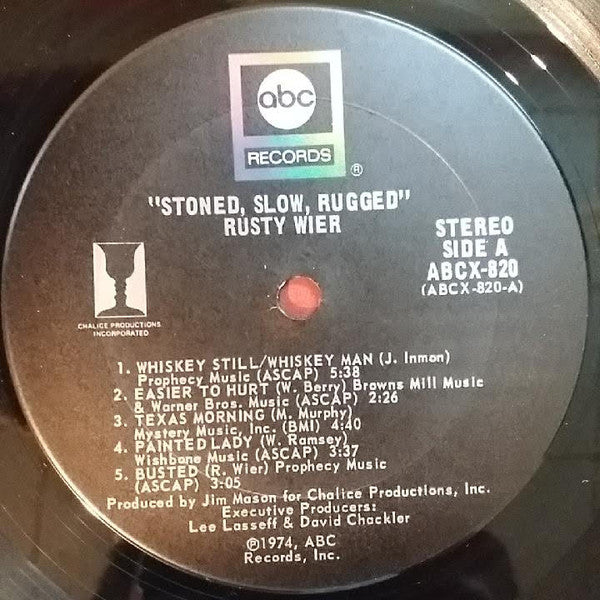 abc
RECORDS
®
"STONED, SLOW, RUGGED"
RUSTY WIER
STEREO
SIDE A
ABCX-820
(ABCX-820-A)
CHALICE PRODUCTIONS
INCORPORATED
1. WHISKEY STILL/WHISKEY MAN (J. Inmon)
Prophecy Music (ASCAP) 5:38
2. EASIER TO HURT (W. Berry) Browns Mill Music
& Warner Bros. Music (ASCAP) 2:26
3. TEXAS MORNING (M. Murphy)
Mystery Music, Inc. (BMI) 4:40
4. PAINTED LADY (W. Ramsey)
Wishbone Music (ASCAP) 3:37
5. BUSTED (R. Wier) Prophecy Music
(ASCAP) 3:05
Produced by Jim Mason for Chalice Productions, Inc.
Executive Producers:
Lee Lasseff & David Chackler
℗1974, ABC
Records, Inc.